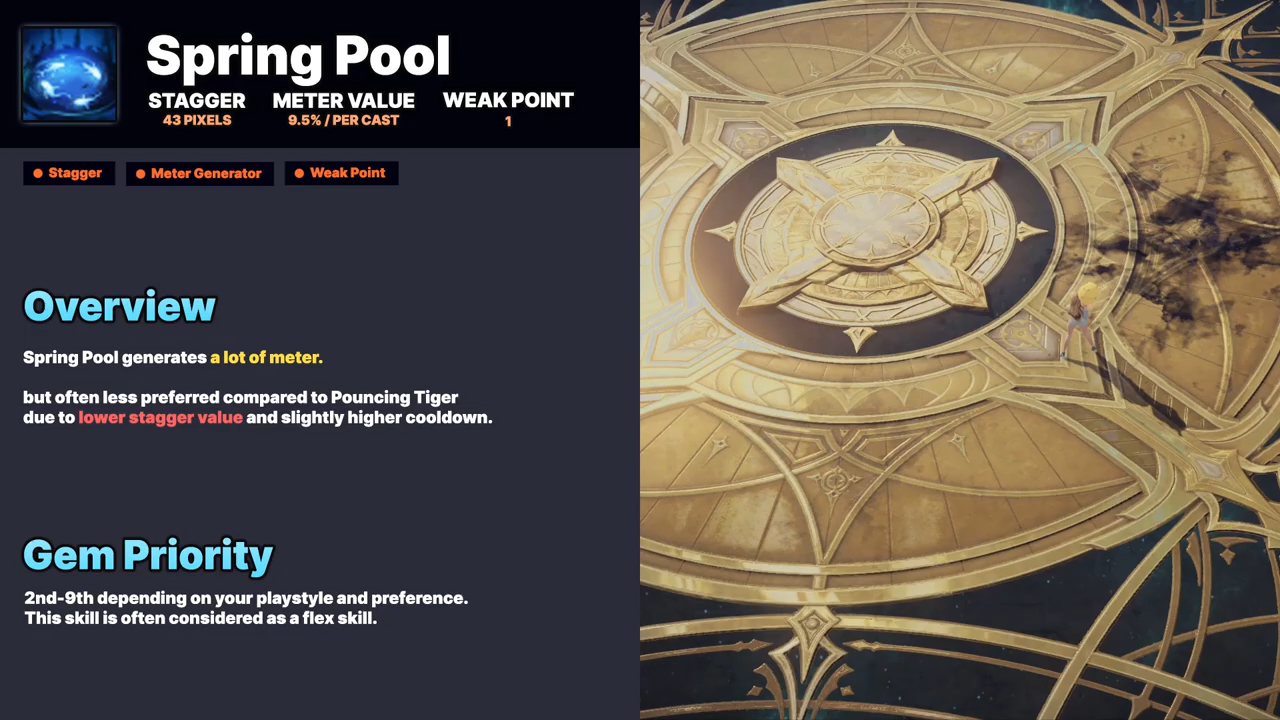 Spring Pool
STAGGER
43 PIXELS
METER VALUE
9.5% / PER CAST
WEAK POINT
1
Stagger
Meter Generator
Weak Point
Overview
Spring Pool generates a lot of meter.
but often less preferred compared to Pouncing Tiger
due to lower stagger value and slightly higher cooldown.
Gem Priority
2nd-9th depending on your playstyle and preference.
This skill is often considered as a flex skill.